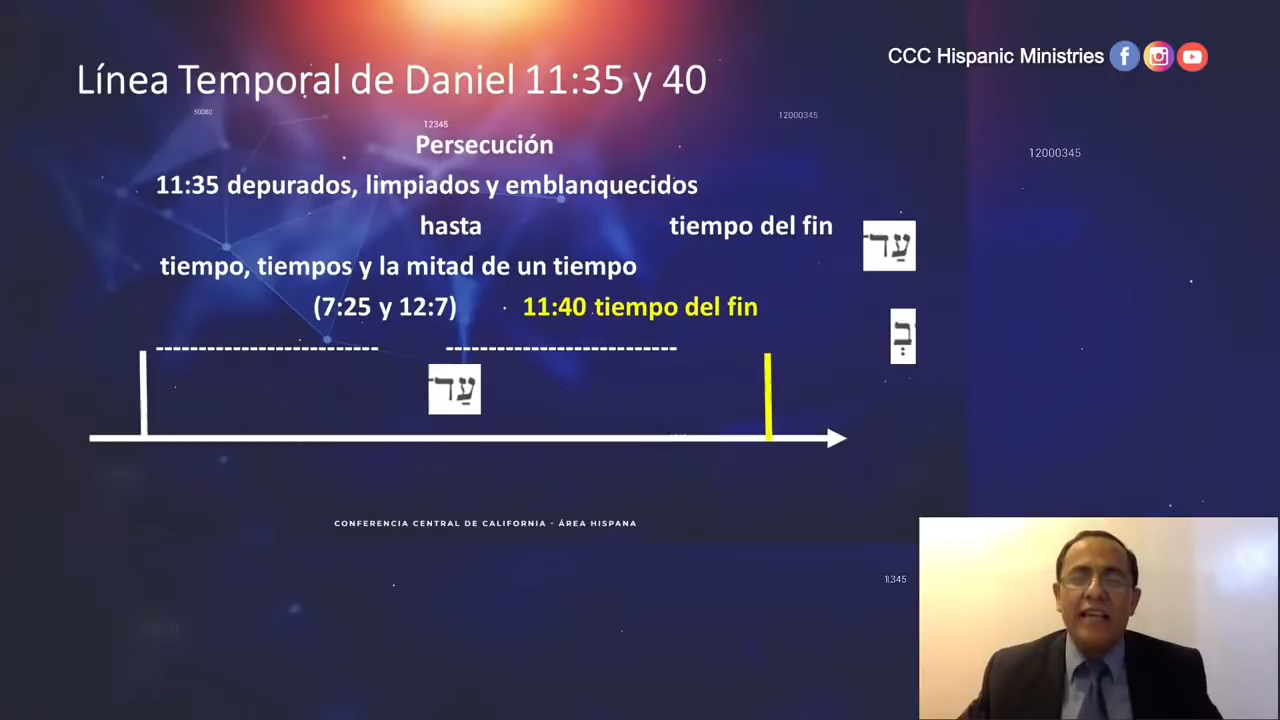 Línea Temporal de Daniel 11:35 y 40
CCC Hispanic Ministries
50080
12345
12000345
12000345
Persecución
11:35 depurados, limpiados y emblanquecidos
hasta tiempo del fin
עַד־
tiempo, tiempos y la mitad de un tiempo
(7:25 y 12:7) 11:40 tiempo del fin
בְּ
-------------------------- ---------------------------
עַד־
CONFERENCIA CENTRAL DE CALIFORNIA - ÁREA HISPANA